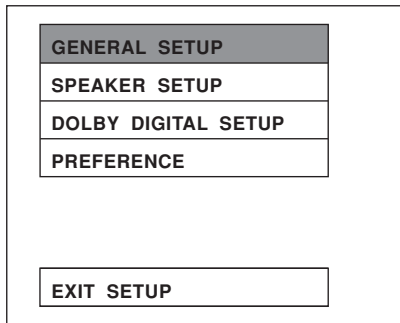 GENERAL SETUP
SPEAKER SETUP
DOLBY DIGITAL SETUP
PREFERENCE
EXIT SETUP